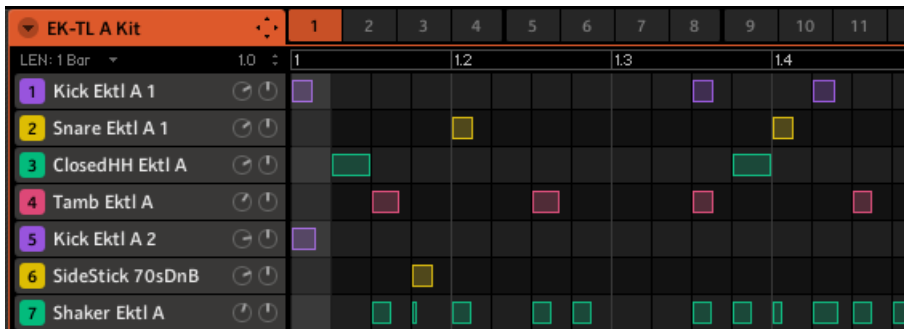 EK-TL A Kit 1 2 3 4 5 6 7 8 9 10 11
LEN: 1 Bar 1.0 1 1.2 1.3 1.4
1 Kick Ektl A 1
2 Snare Ektl A 1
3 ClosedHH Ektl A
4 Tamb Ektl A
5 Kick Ektl A 2
6 SideStick 70sDnB
7 Shaker Ektl A